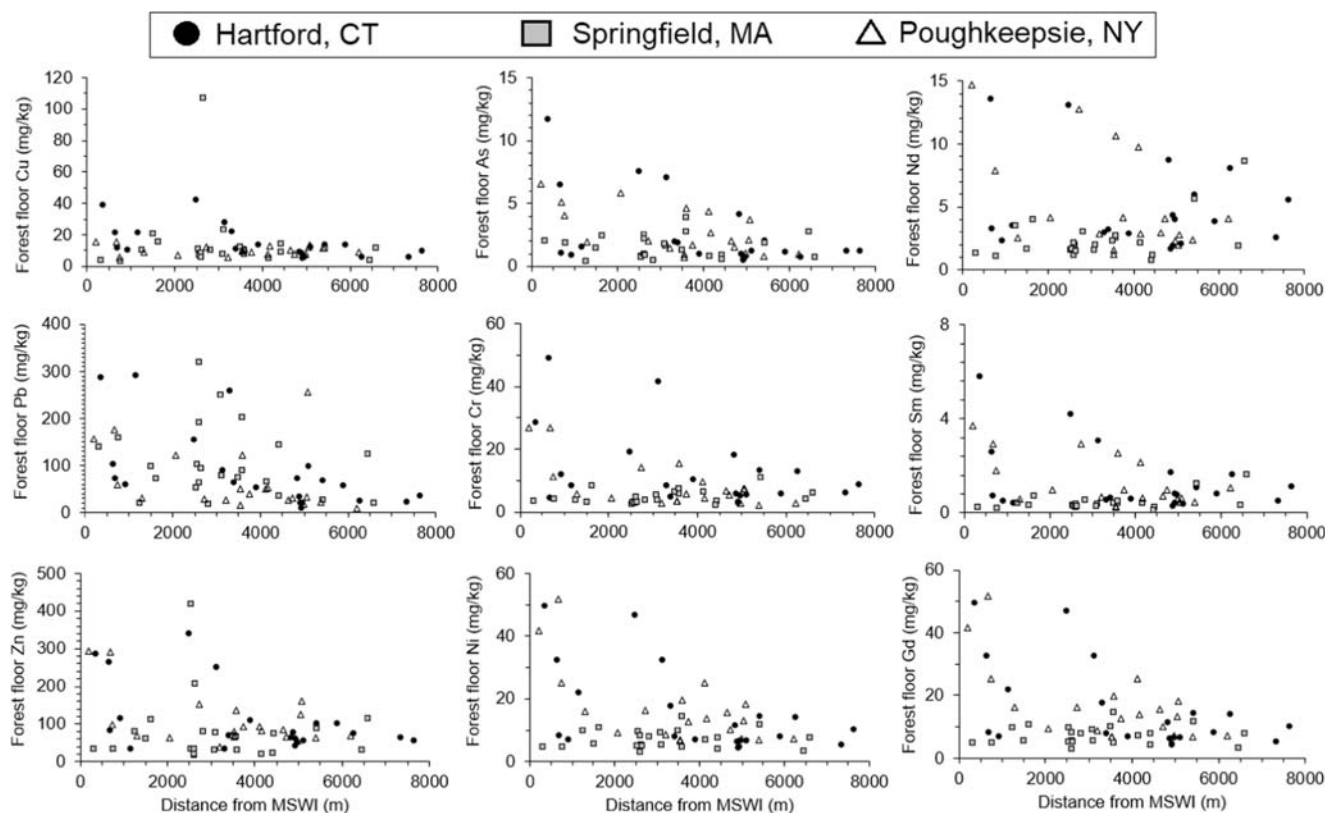 Hartford, CT Springfield, MA Poughkeepsie, NY
Forest floor Cu (mg/kg)
120
100
80
60
40
20
0
0 2000 4000 6000 8000
Forest floor As (mg/kg)
15
10
5
0
0 2000 4000 6000 8000
Forest floor Nd (mg/kg)
15
10
5
0
0 2000 4000 6000 8000
Forest floor Pb (mg/kg)
400
300
200
100
0
0 2000 4000 6000 8000
Forest floor Cr (mg/kg)
60
40
20
0
0 2000 4000 6000 8000
Forest floor Sm (mg/kg)
8
4
0
0 2000 4000 6000 8000
Forest floor Zn (mg/kg)
500
400
300
200
100
0
0 2000 4000 6000 8000
Distance from MSWI (m)
Forest floor Ni (mg/kg)
60
40
20
0
0 2000 4000 6000 8000
Distance from MSWI (m)
Forest floor Gd (mg/kg)
60
40
20
0
0 2000 4000 6000 8000
Distance from MSWI (m)